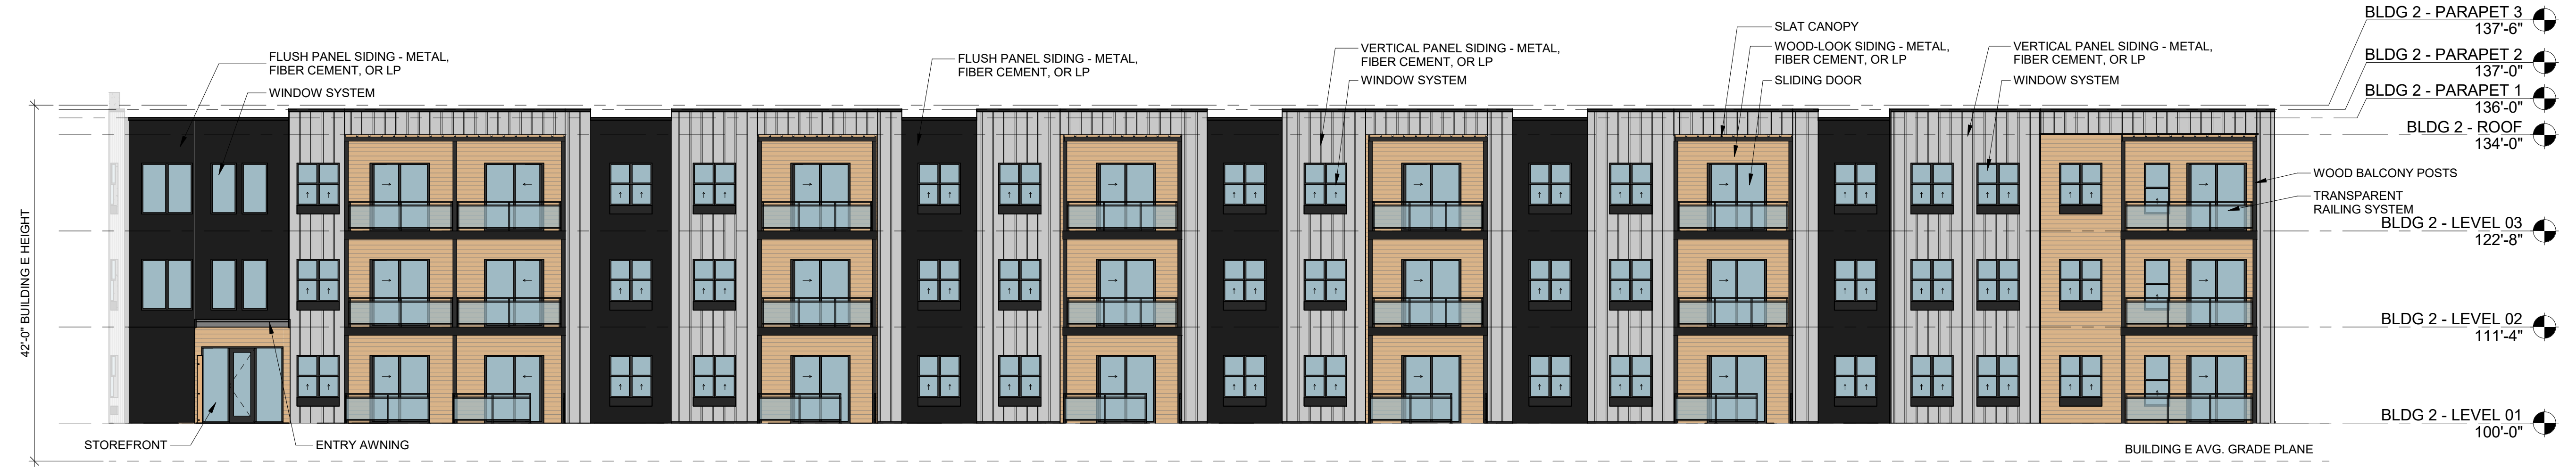 BLDG 2 - PARAPET 3
137'-6"
SLAT CANOPY
VERTICAL PANEL SIDING - METAL,
FIBER CEMENT, OR LP
WOOD-LOOK SIDING - METAL,
FIBER CEMENT, OR LP
VERTICAL PANEL SIDING - METAL,
FIBER CEMENT, OR LP
BLDG 2 - PARAPET 2
137'-0"
FLUSH PANEL SIDING - METAL,
FIBER CEMENT, OR LP
FLUSH PANEL SIDING - METAL,
FIBER CEMENT, OR LP
WINDOW SYSTEM
SLIDING DOOR
WINDOW SYSTEM
WINDOW SYSTEM
BLDG 2 - PARAPET 1
136'-0"
BLDG 2 - ROOF
134'-0"
WOOD BALCONY POSTS
TRANSPARENT
RAILING SYSTEM
BLDG 2 - LEVEL 03
122'-8"
42'-0" BUILDING E HEIGHT
BLDG 2 - LEVEL 02
111'-4"
BLDG 2 - LEVEL 01
100'-0"
STOREFRONT
ENTRY AWNING
BUILDING E AVG. GRADE PLANE